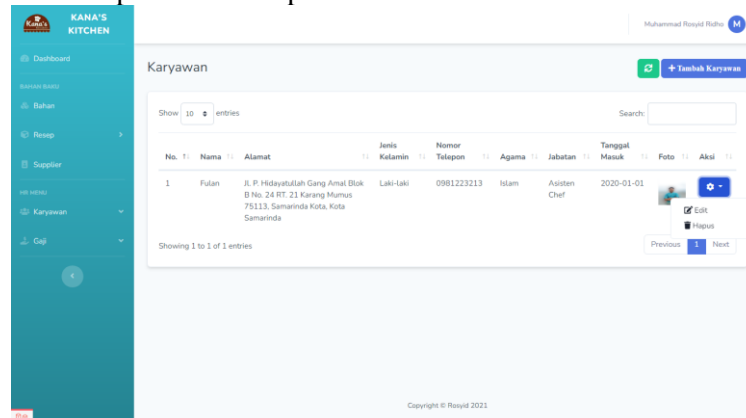 Kana's
KANA'S
KITCHEN
Muhammad Rosyid Ridho M
Dashboard
Karyawan
+ Tambah Karyawan
BAHAN BAKU
Bahan
Show 10 entries
Search:
Resep
Supplier
No. Nama Alamat Jenis Kelamin Nomor Telepon Agama Jabatan Tanggal Masuk Foto Aksi
1 Fulan Jl. P. Hidayatullah Gang Amal Blok Laki-laki 0981223213 Islam Asisten 2020-01-01
B No. 24 RT. 21 Karang Mumus Chef
75113, Samarinda Kota, Kota
Samarinda
HR MENU
Karyawan
Gaji
Edit
Hapus
Showing 1 to 1 of 1 entries
Previous 1 Next
Copyright © Rosyid 2021